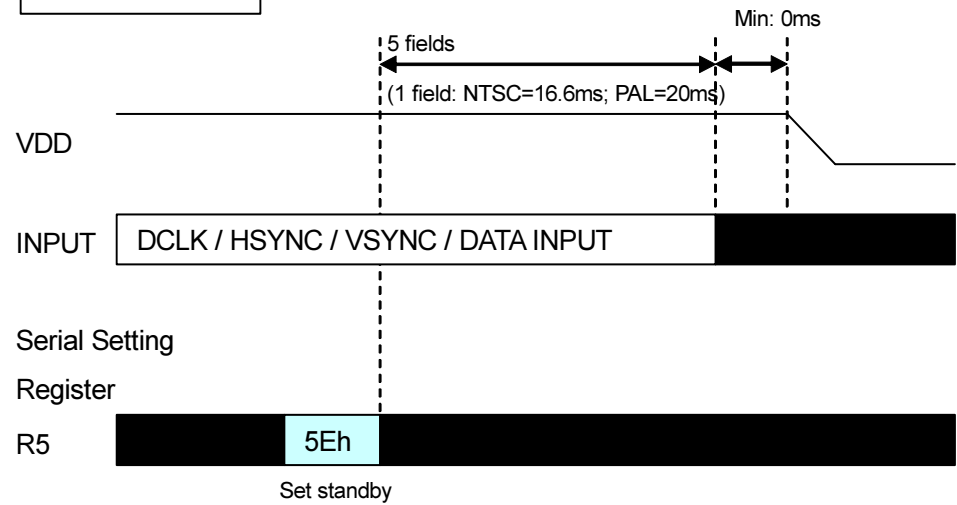 Min: 0ms
5 fields
(1 field: NTSC=16.6ms; PAL=20ms)
VDD
INPUT DCLK / HSYNC / VSYNC / DATA INPUT
Serial Setting
Register
R5 5Eh
Set standby